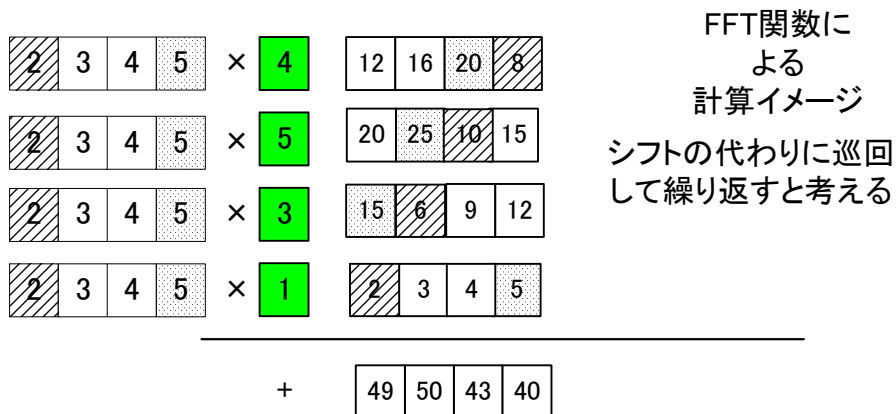 FFT関数に
よる
計算イメージ
シフトの代わりに巡回
して繰り返すと考える
2 3 4 5 × 4 12 16 20 8
2 3 4 5 × 5 20 25 10 15
2 3 4 5 × 3 15 6 9 12
2 3 4 5 × 1 2 3 4 5
+ 49 50 43 40